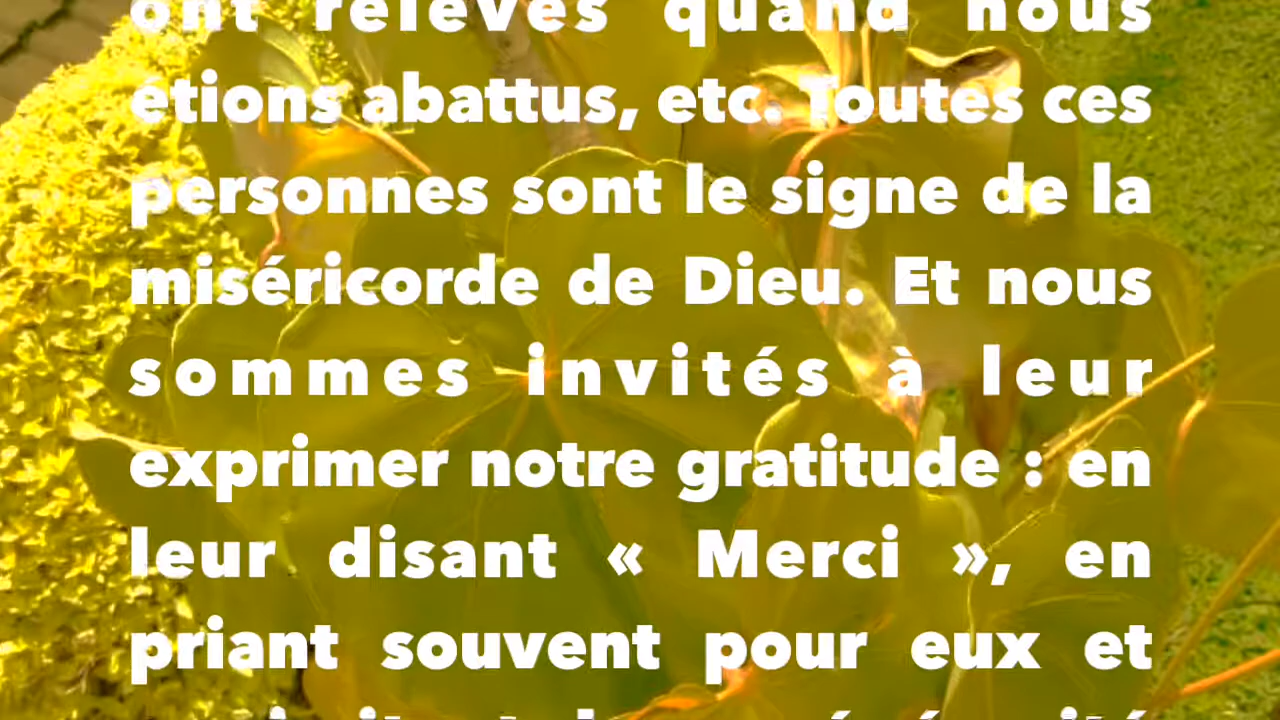 ont relevés quand nous
étions abattus, etc. Toutes ces
personnes sont le signe de la
miséricorde de Dieu. Et nous
sommes invités à leur
exprimer notre gratitude : en
leur disant « Merci », en
priant souvent pour eux et